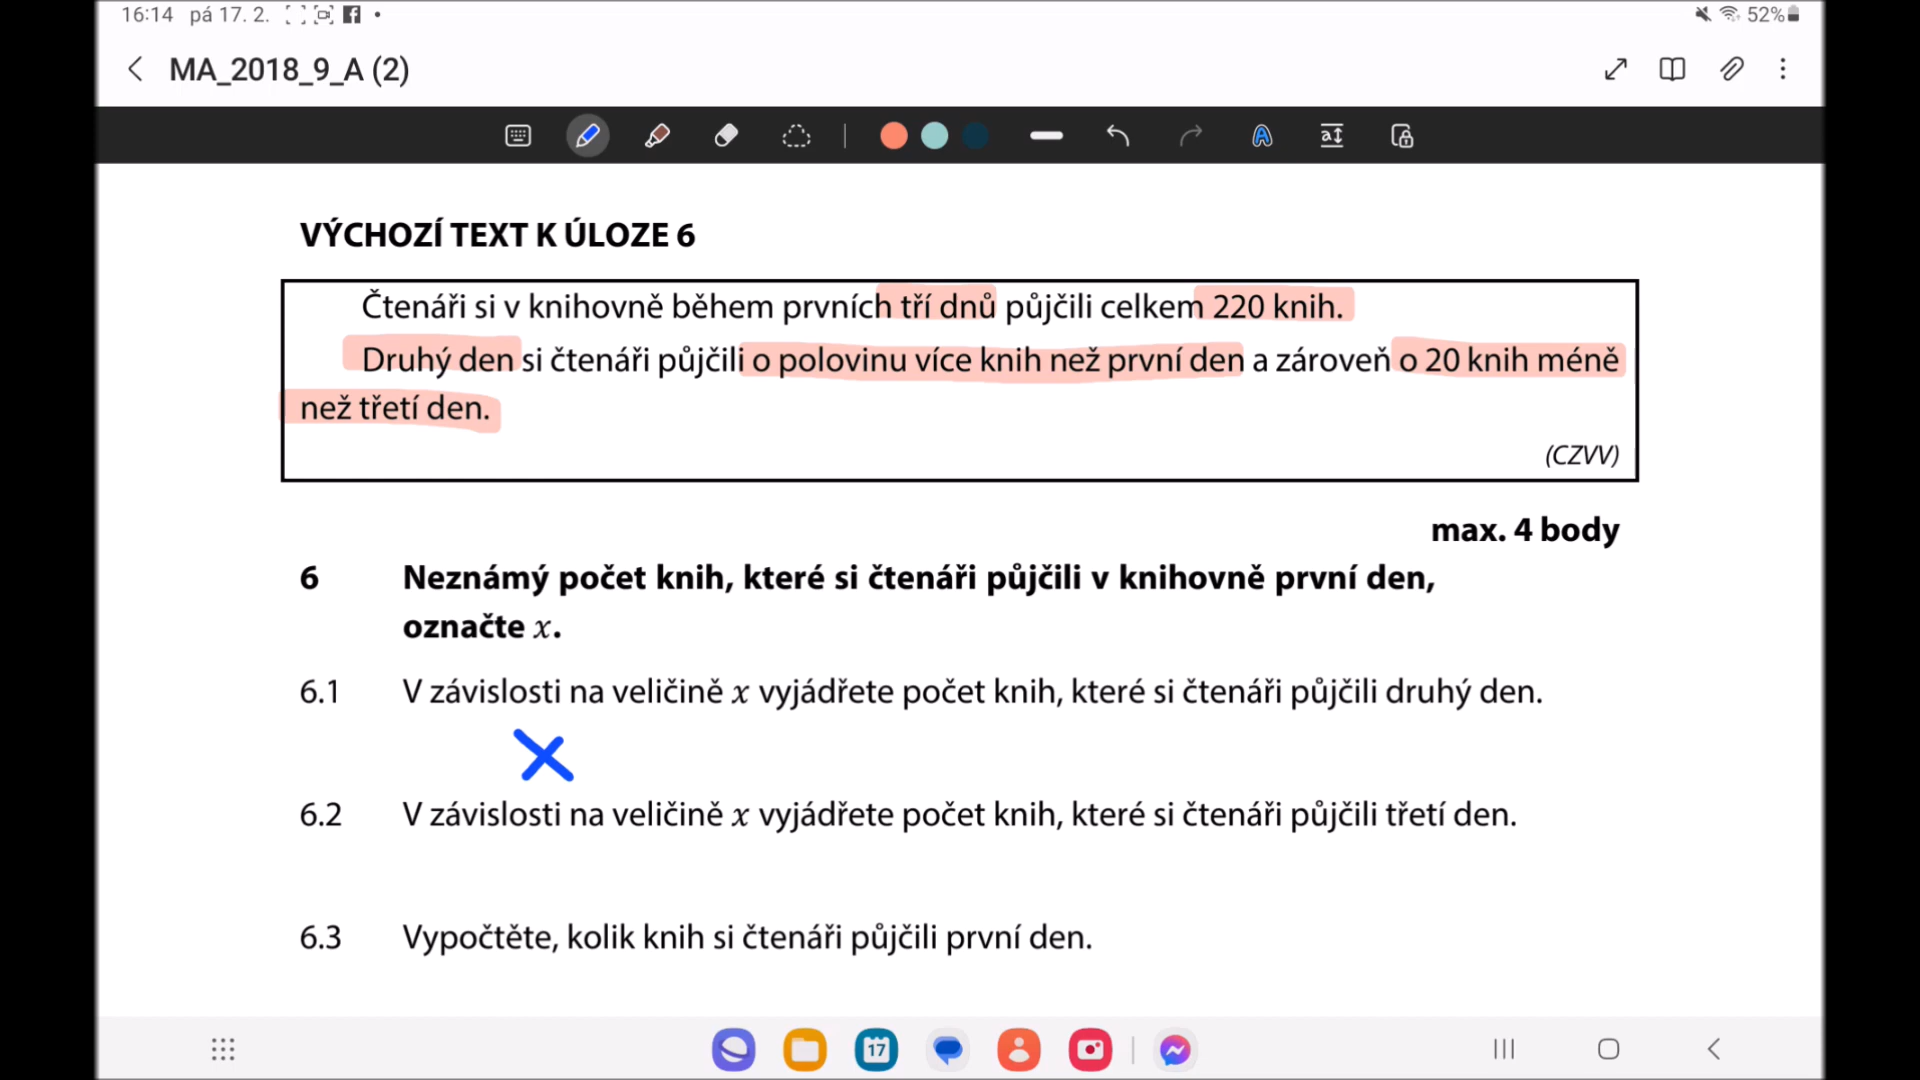 16:14 pá 17. 2.
52%
MA_2018_9_A (2)
VÝCHOZÍ TEXT K ÚLOZE 6
Čtenáři si v knihovně během prvních tří dnů půjčili celkem 220 knih.
Druhý den si čtenáři půjčili o polovinu více knih než první den a zároveň o 20 knih méně
než třetí den.
(CZVV)
max. 4 body
6 Neznámý počet knih, které si čtenáři půjčili v knihovně první den,
označte x.
6.1 V závislosti na veličině x vyjádřete počet knih, které si čtenáři půjčili druhý den.
x
6.2 V závislosti na veličině x vyjádřete počet knih, které si čtenáři půjčili třetí den.
6.3 Vypočtěte, kolik knih si čtenáři půjčili první den.
17